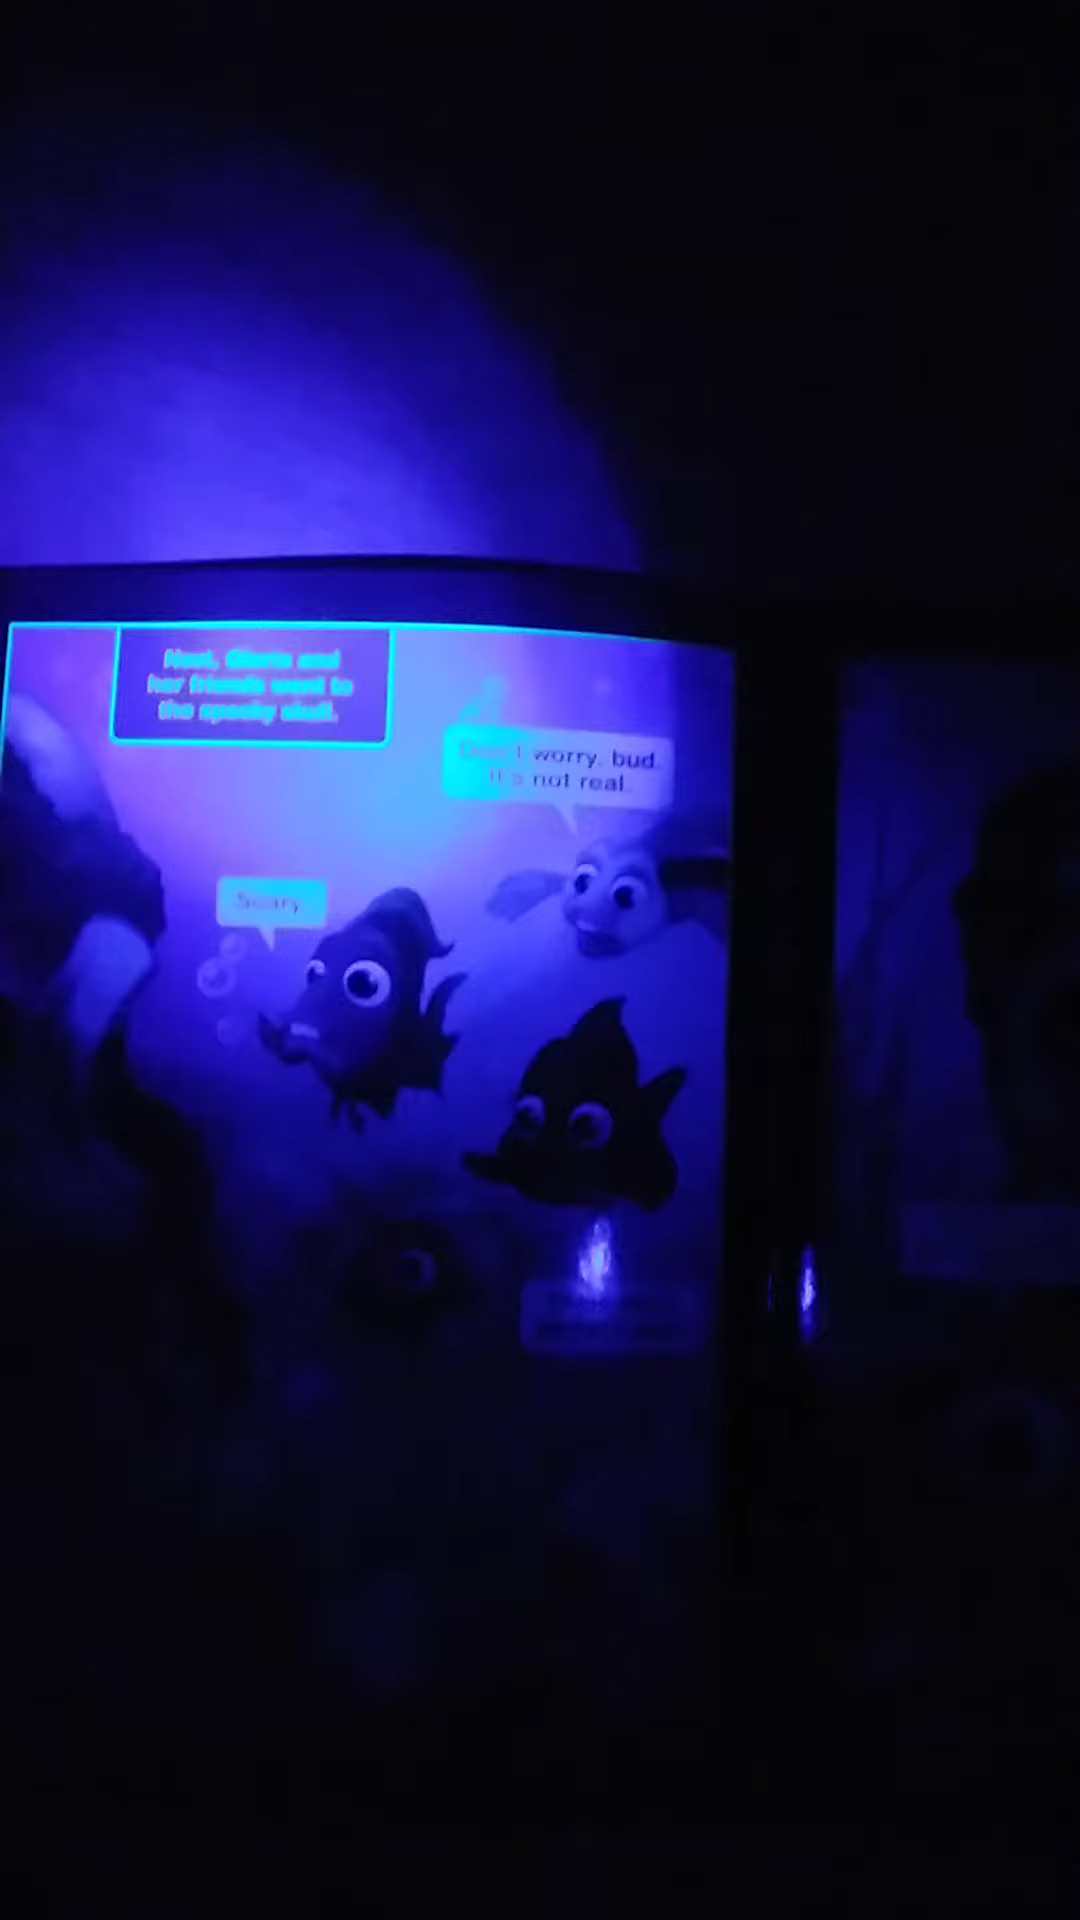 Next, Gloria and
her friends went to
the spooky skull.
Don't worry, bud.
It's not real.
Scary.